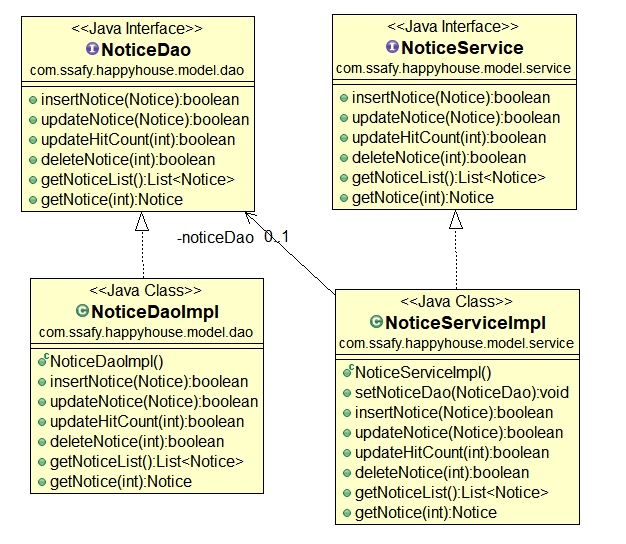 <<Java Interface>>
NoticeDao
com.ssafy.happyhouse.model.dao
insertNotice(Notice):boolean
updateNotice(Notice):boolean
updateHitCount(int):boolean
deleteNotice(int):boolean
getNoticeList():List<Notice>
getNotice(int):Notice
<<Java Interface>>
NoticeService
com.ssafy.happyhouse.model.service
insertNotice(Notice):boolean
updateNotice(Notice):boolean
updateHitCount(int):boolean
deleteNotice(int):boolean
getNoticeList():List<Notice>
getNotice(int):Notice
-noticeDao 0..1
<<Java Class>>
NoticeDaoImpl
com.ssafy.happyhouse.model.dao
NoticeDaoImpl()
insertNotice(Notice):boolean
updateNotice(Notice):boolean
updateHitCount(int):boolean
deleteNotice(int):boolean
getNoticeList():List<Notice>
getNotice(int):Notice
<<Java Class>>
NoticeServiceImpl
com.ssafy.happyhouse.model.service
NoticeServiceImpl()
setNoticeDao(NoticeDao):void
insertNotice(Notice):boolean
updateNotice(Notice):boolean
updateHitCount(int):boolean
deleteNotice(int):boolean
getNoticeList():List<Notice>
getNotice(int):Notice